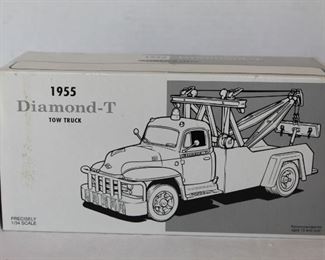 1955
Diamond-T
TOW TRUCK
PRECISELY
1/34 SCALE